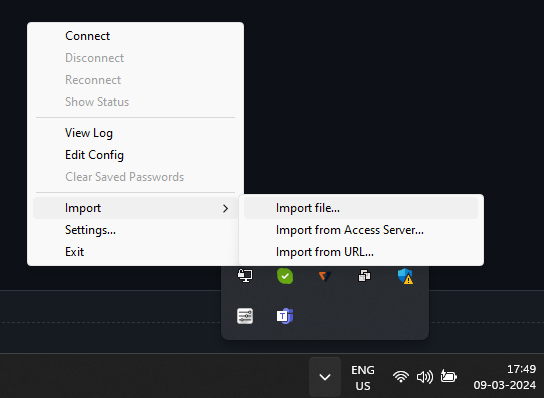 Connect
Disconnect
Reconnect
Show Status
View Log
Edit Config
Clear Saved Passwords
Import
Settings...
Exit
Import file...
Import from Access Server...
Import from URL...
ENG
US
17:49
09-03-2024